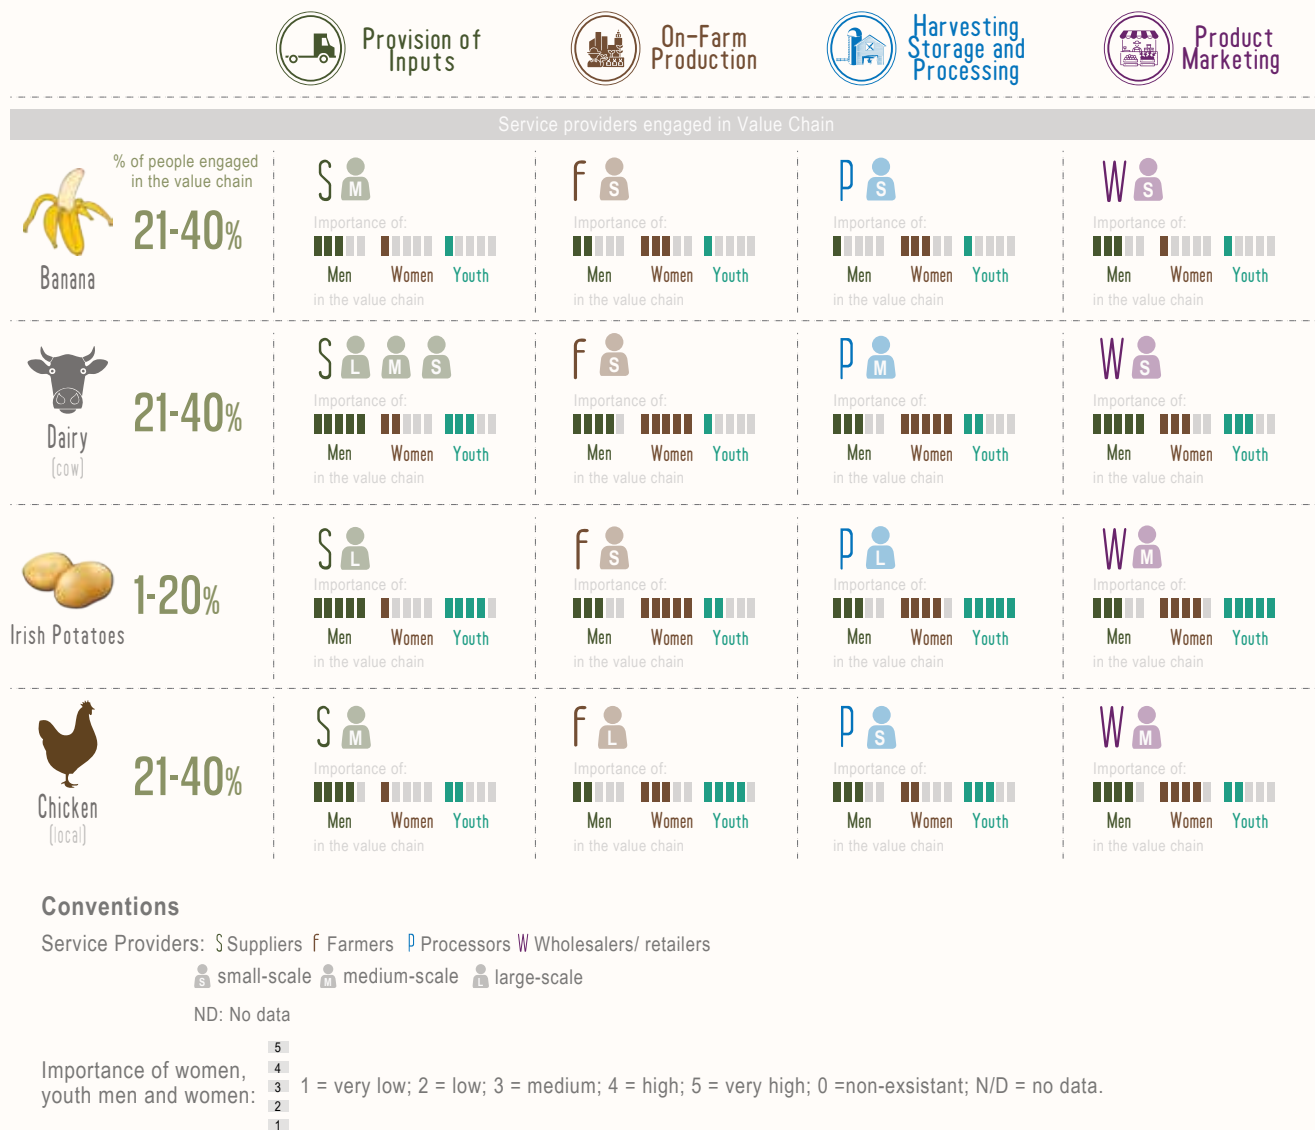 Provision of
Inputs
On-Farm
Production
Harvesting
Storage and
Processing
Product
Marketing
Service providers engaged in Value Chain
% of people engaged
in the value chain
21-40%
Banana
S M
Importance of:
Men Women Youth
in the value chain
F S
Importance of:
Men Women Youth
in the value chain
P S
Importance of:
Men Women Youth
in the value chain
W S
Importance of:
Men Women Youth
in the value chain
21-40%
Dairy
(cow)
S L M S
Importance of:
Men Women Youth
in the value chain
F S
Importance of:
Men Women Youth
in the value chain
P M
Importance of:
Men Women Youth
in the value chain
W S
Importance of:
Men Women Youth
in the value chain
1-20%
Irish Potatoes
S L
Importance of:
Men Women Youth
in the value chain
F S
Importance of:
Men Women Youth
in the value chain
P L
Importance of:
Men Women Youth
in the value chain
W M
Importance of:
Men Women Youth
in the value chain
21-40%
Chicken
(local)
S M
Importance of:
Men Women Youth
in the value chain
F L
Importance of:
Men Women Youth
in the value chain
P S
Importance of:
Men Women Youth
in the value chain
W M
Importance of:
Men Women Youth
in the value chain
Conventions
Service Providers: S Suppliers F Farmers P Processors W Wholesalers/ retailers
S small-scale M medium-scale L large-scale
ND: No data
Importance of women,
youth men and women:
5
4
3
2
1
1 = very low; 2 = low; 3 = medium; 4 = high; 5 = very high; 0 =non-exsistant; N/D = no data.